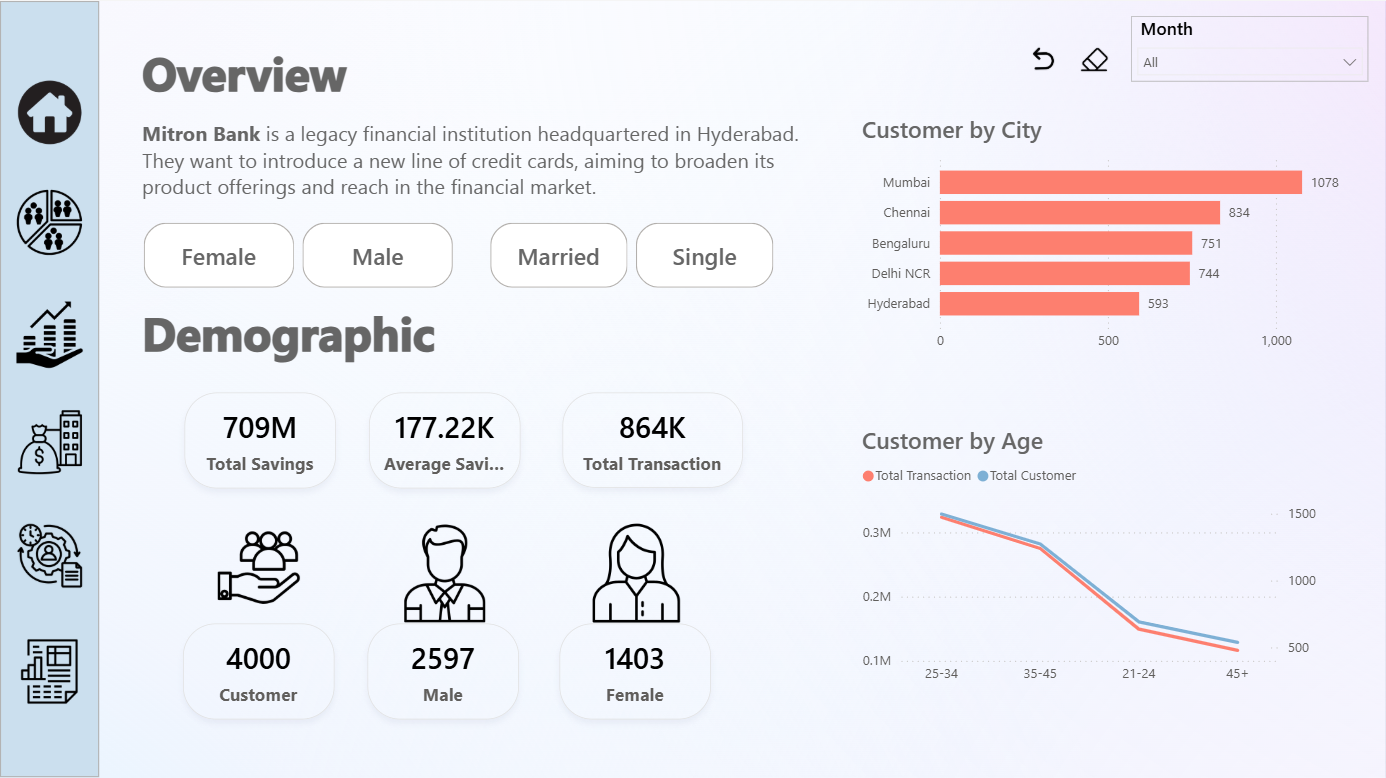 Overview
Mitron Bank is a legacy financial institution headquartered in Hyderabad.
They want to introduce a new line of credit cards, aiming to broaden its
product offerings and reach in the financial market.
Female
Male
Married
Single
Demographic
709M
Total Savings
177.22K
Average Savi...
864K
Total Transaction
$
4000
Customer
2597
Male
1403
Female
Month
All
Customer by City
Mumbai 1078
Chennai 834
Bengaluru 751
Delhi NCR 744
Hyderabad 593
0 500 1,000
Customer by Age
Total Transaction Total Customer
0.3M
0.2M
0.1M
1500
1000
500
25-34 35-45 21-24 45+